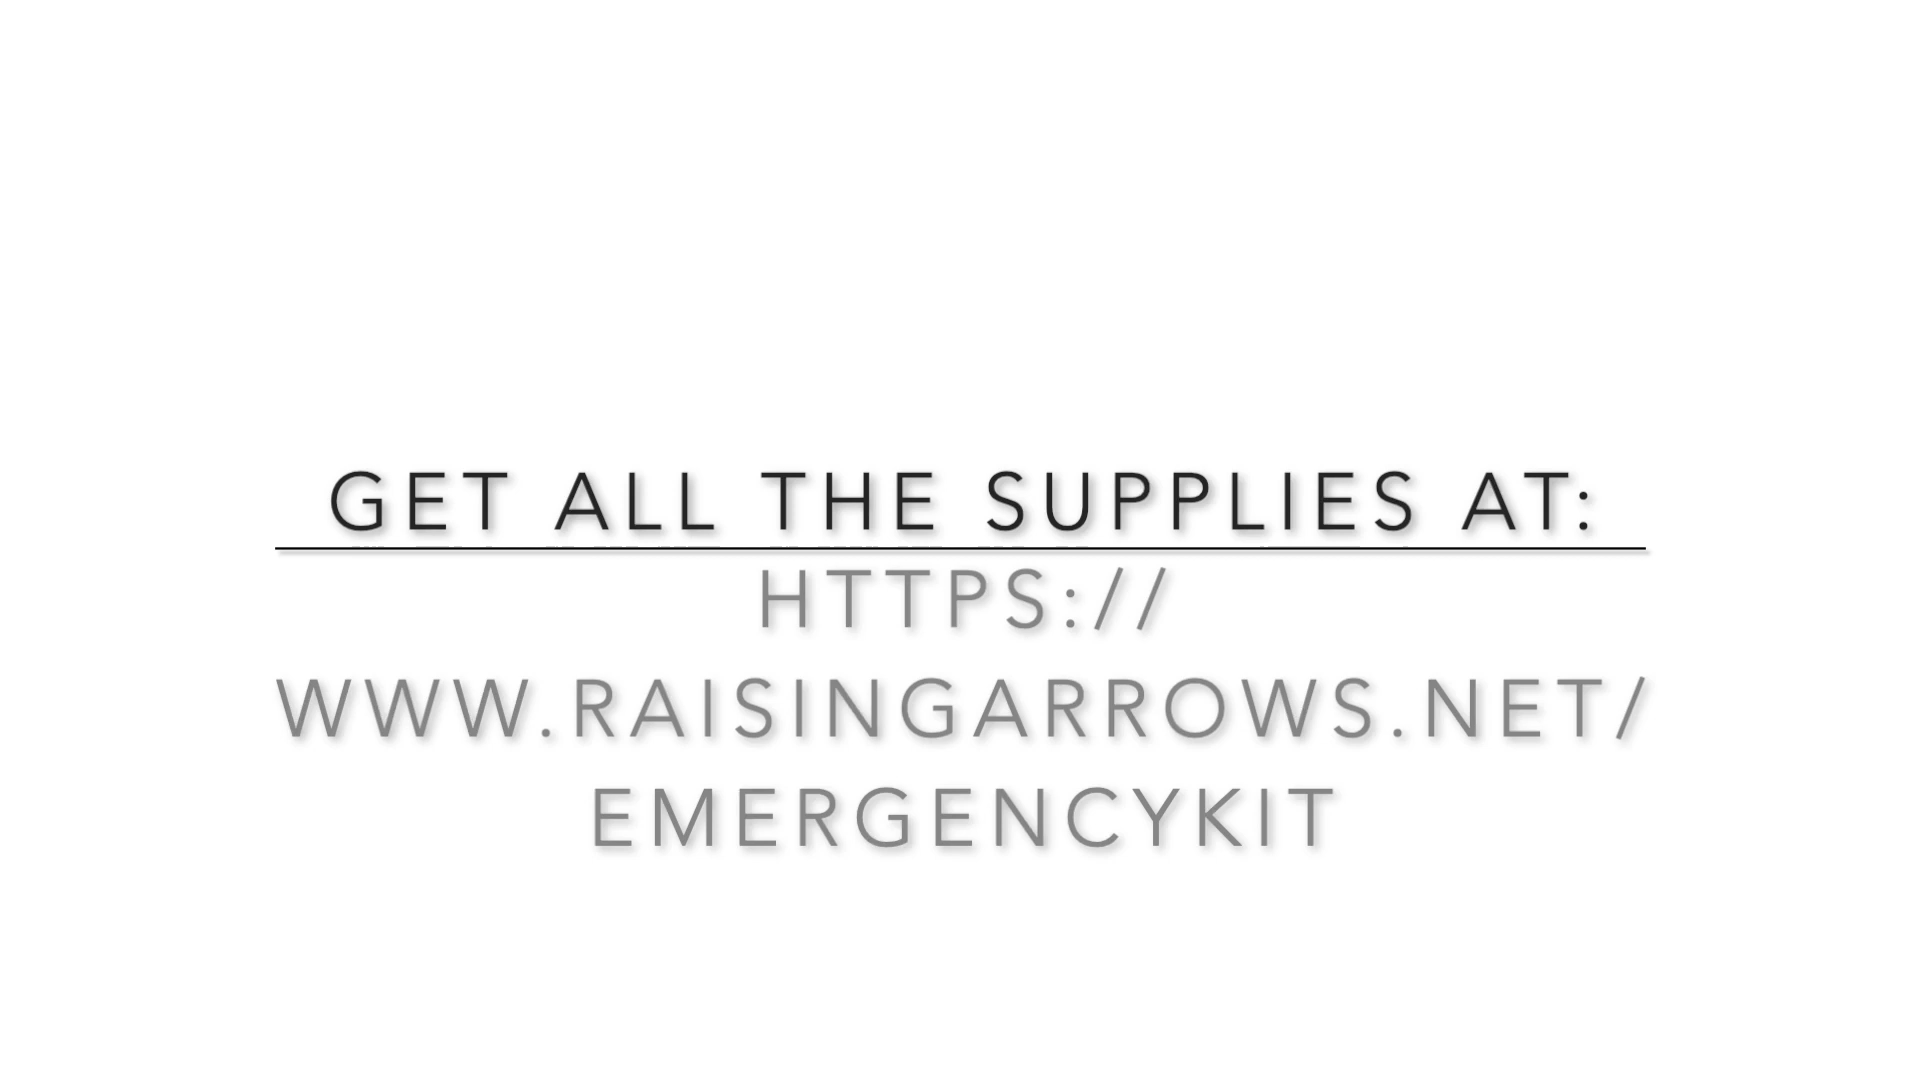 GET ALL THE SUPPLIES AT:
HTTPS://
WWW.RAISINGARROWS.NET/
EMERGENCYKIT